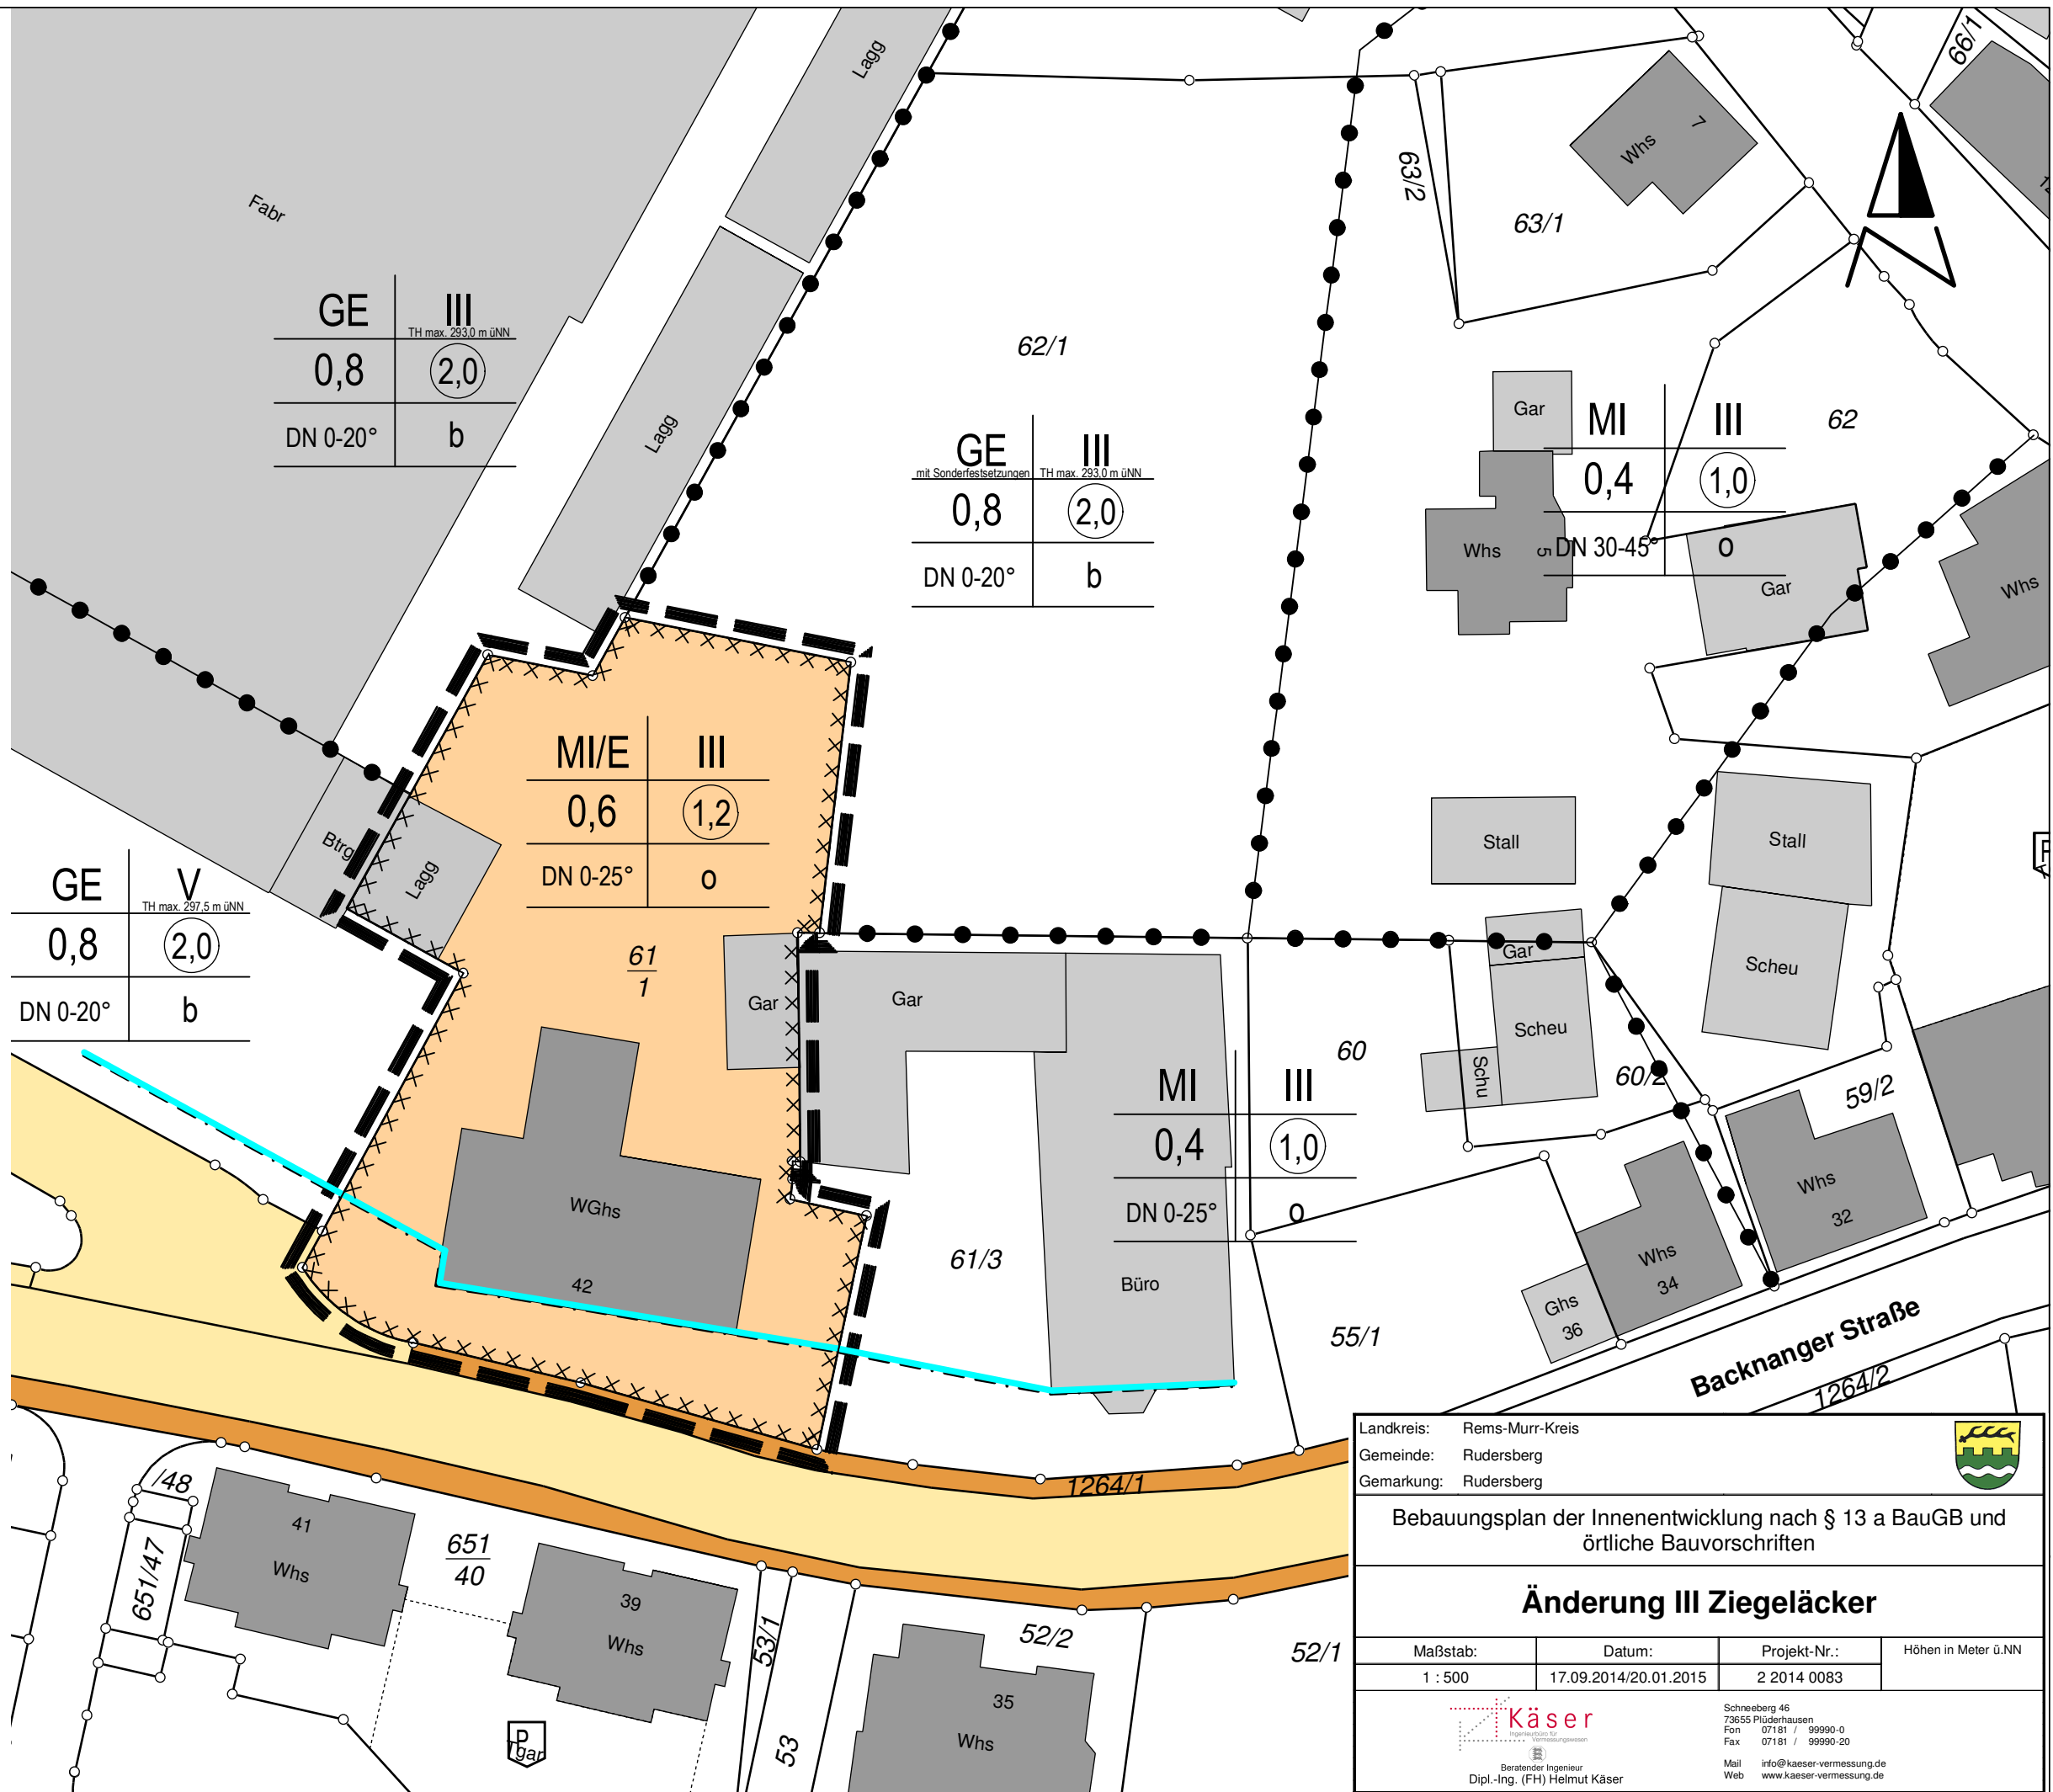 Lagg
66/1
Whs 7
12
63/2
63/1
Fabr
GE III
TH max. 293,0 m üNN
0,8 2,0
DN 0-20° b
62/1
Lagg
GE III
mit Sonderfestsetzungen TH max. 293,0 m üNN
0,8 2,0
DN 0-20° b
Gar
MI III
0,4 1,0
DN 30-45° o
62
Whs 5
Gar
Whs
MI/E III
0,6 1,2
DN 0-25° o
Btrg
Lagg
Stall
Stall
GE V
TH max. 297,5 m üNN
0,8 2,0
DN 0-20° b
61
1
Gar
Gar
Gar
Scheu
Scheu
Schu
60
60/2
59/2
MI III
0,4 1,0
DN 0-25° o
WGhs
42
61/3
Büro
Whs
32
Whs
34
Ghs
36
55/1
Backnanger Straße
1264/2
1264/1
/48
651/47
41
Whs
651
40
39
Whs
53/1
53
52/2
52/1
35
Whs
P
Tgar
Landkreis: Rems-Murr-Kreis
Gemeinde: Rudersberg
Gemarkung: Rudersberg
Bebauungsplan der Innenentwicklung nach § 13 a BauGB und
örtliche Bauvorschriften
Änderung III Ziegeläcker
Maßstab: Datum: Projekt-Nr.: Höhen in Meter ü.NN
1 : 500 17.09.2014/20.01.2015 2 2014 0083
Käser
Ingenieurbüro für
Vermessungswesen
Beratender Ingenieur
Dipl.-Ing. (FH) Helmut Käser
Schneeberg 46
73655 Plüderhausen
Fon 07181 / 99990-0
Fax 07181 / 99990-20
Mail info@kaeser-vermessung.de
Web www.kaeser-vermessung.de